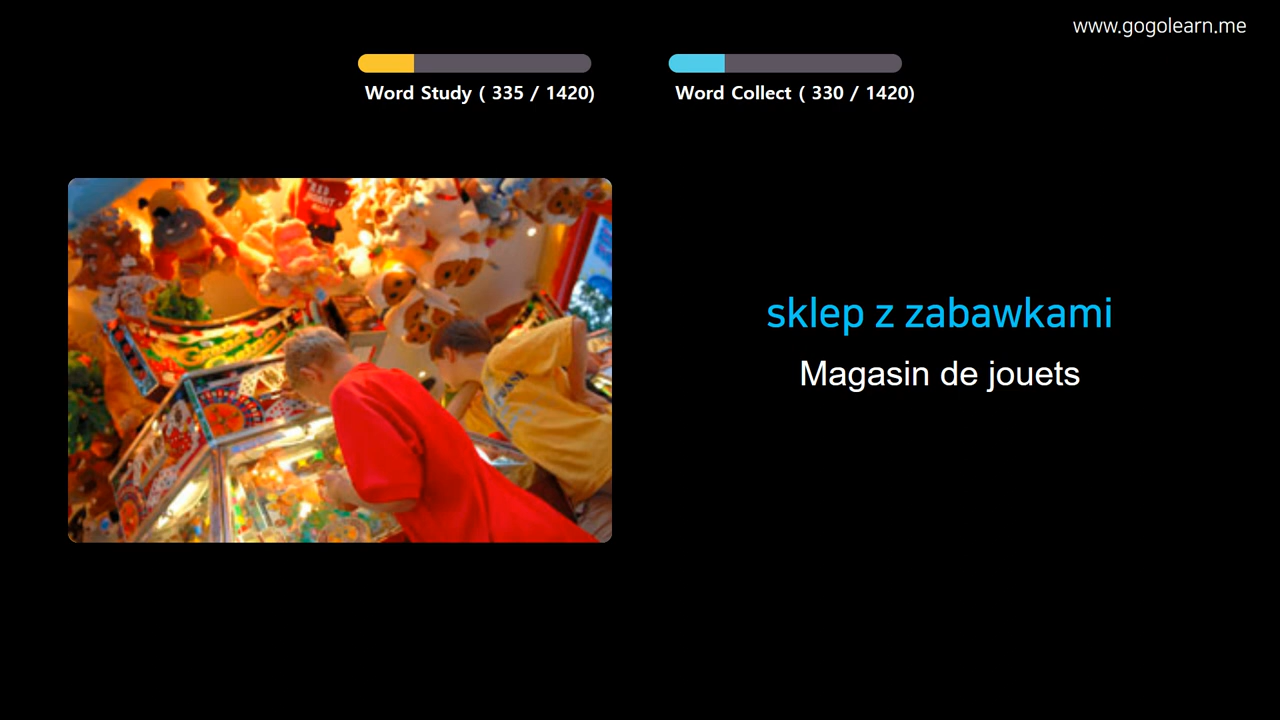 www.gogolearn.me
Word Study ( 335 / 1420)
Word Collect ( 330 / 1420)
sklep z zabawkami
Magasin de jouets